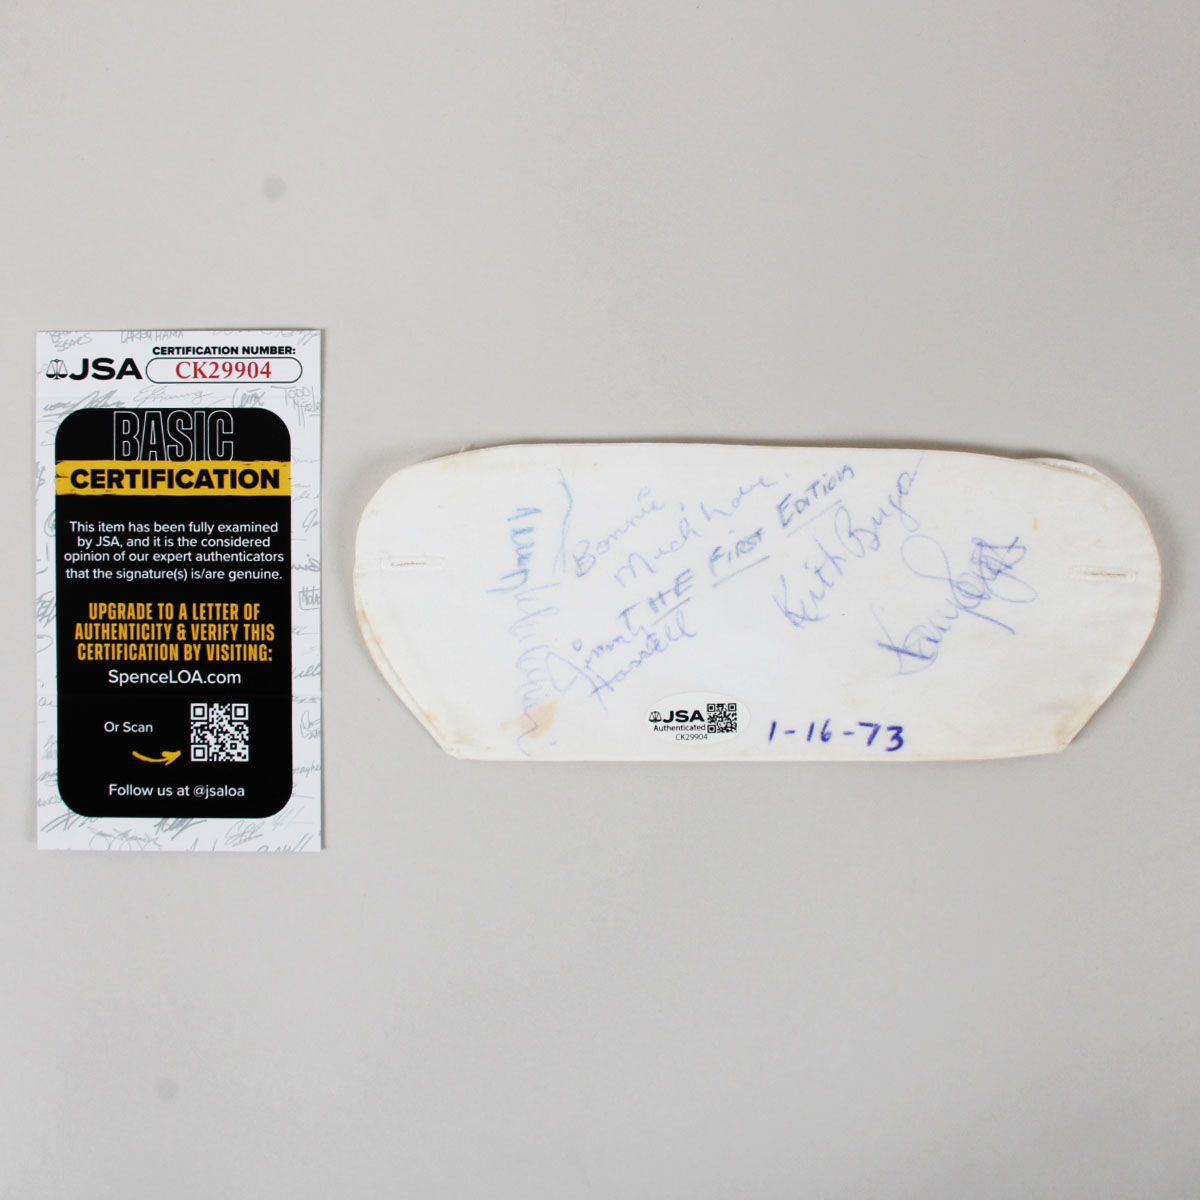 JSA
CERTIFICATION NUMBER:
CK29904
BASIC
CERTIFICATION
This item has been fully examined
by JSA, and it is the considered
opinion of our expert authenticators
that the signature(s) is/are genuine.
UPGRADE TO A LETTER OF
AUTHENTICITY & VERIFY THIS
CERTIFICATION BY VISITING:
SpenceLOA.com
Or Scan
Follow us at @jsaloa
Bonnie
Much love.
THE FIRST EDITION
Jimmy
Hassell
Keith Bugos
Kenny Rogers
JSA
Authenticated
CK29904
1-16-73